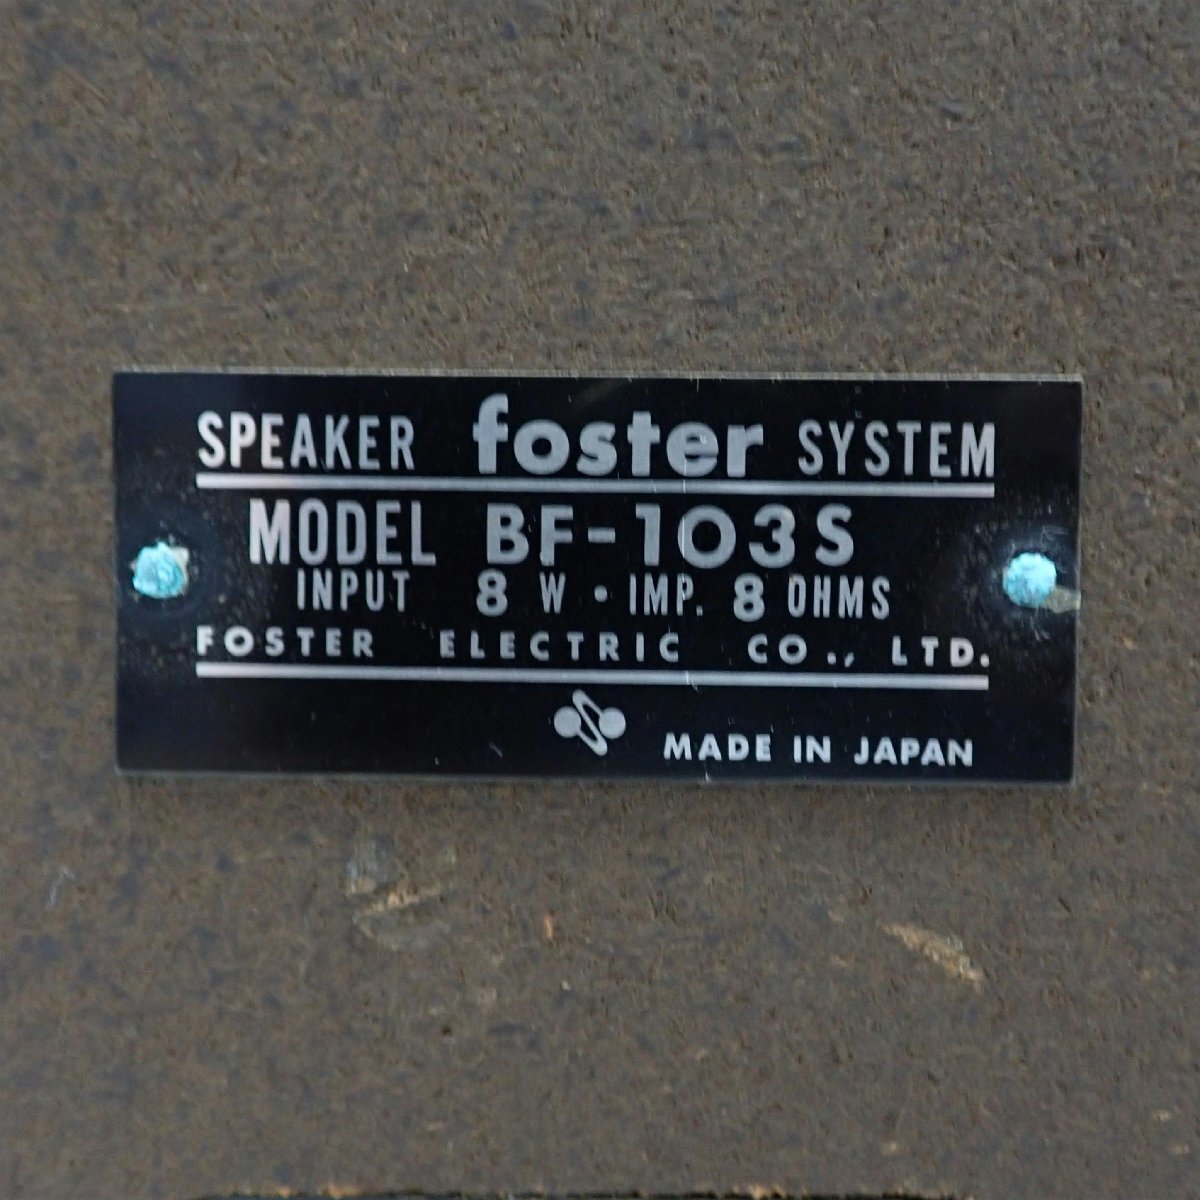 SPEAKER foster SYSTEM
MODEL BF-103S
INPUT 8 W · IMP. 8 OHMS
FOSTER ELECTRIC CO., LTD.
MADE IN JAPAN